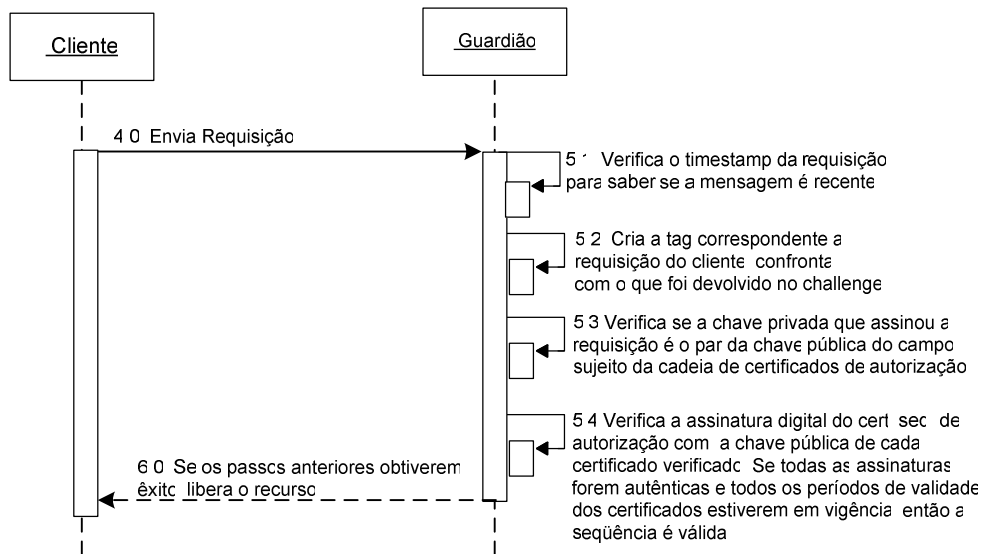 Cliente
Guardião
4 0 Envia Requisição
5 1 Verifica o timestamp da requisição
para saber se a mensagem é recente
5 2 Cria a tag correspondente a
requisição do cliente confronta
com o que foi devolvido no challenge
5 3 Verifica se a chave privada que assinou a
requisição é o par da chave pública do campo
sujeito da cadeia de certificados de autorização
5 4 Verifica a assinatura digital do cert sec de
autorização com a chave pública de cada
certificado verificado Se todas as assinaturas
forem autênticas e todos os períodos de validade
dos certificados estiverem em vigência então a
seqüência é válida
6 0 Se os passos anteriores obtiverem
êxito libera o recurso